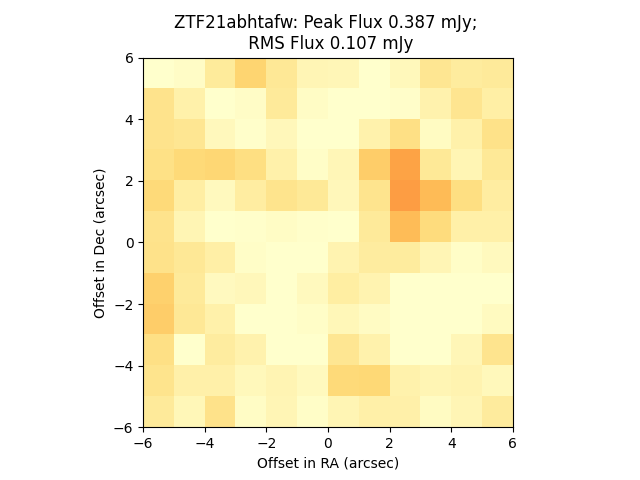 ZTF21abhtafw: Peak Flux 0.387 mJy;
RMS Flux 0.107 mJy
6
4
2
0
−2
−4
−6
Offset in Dec (arcsec)
−6 −4 −2 0 2 4 6
Offset in RA (arcsec)